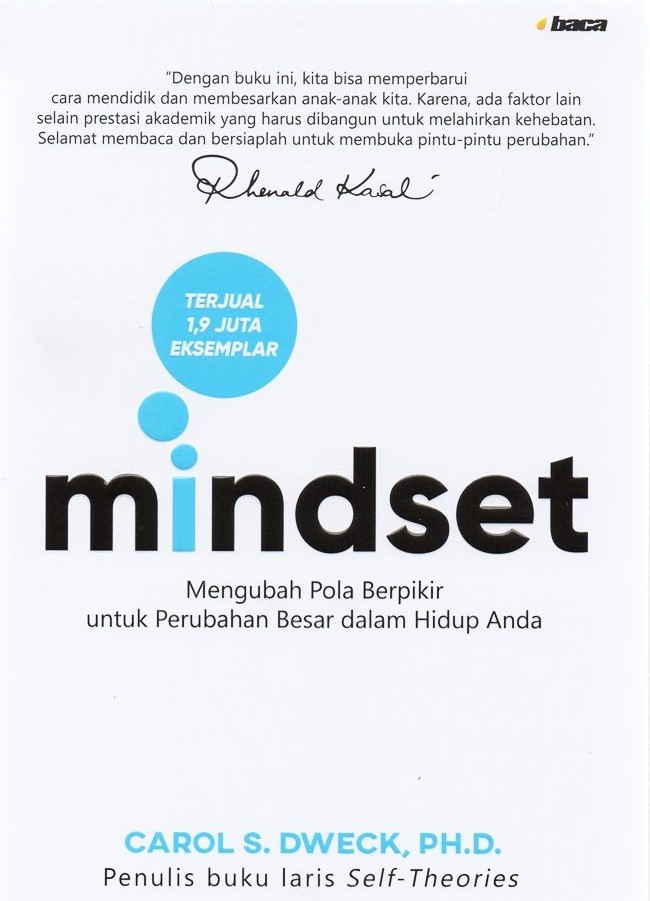 baca
“Dengan buku ini, kita bisa memperbarui
cara mendidik dan membesarkan anak-anak kita. Karena, ada faktor lain
selain prestasi akademik yang harus dibangun untuk melahirkan kehebatan.
Selamat membaca dan bersiaplah untuk membuka pintu-pintu perubahan.”
Rhenald Kasali
TERJUAL
1,9 JUTA
EKSEMPLAR
mindset
Mengubah Pola Berpikir
untuk Perubahan Besar dalam Hidup Anda
CAROL S. DWECK, PH.D.
Penulis buku laris Self-Theories